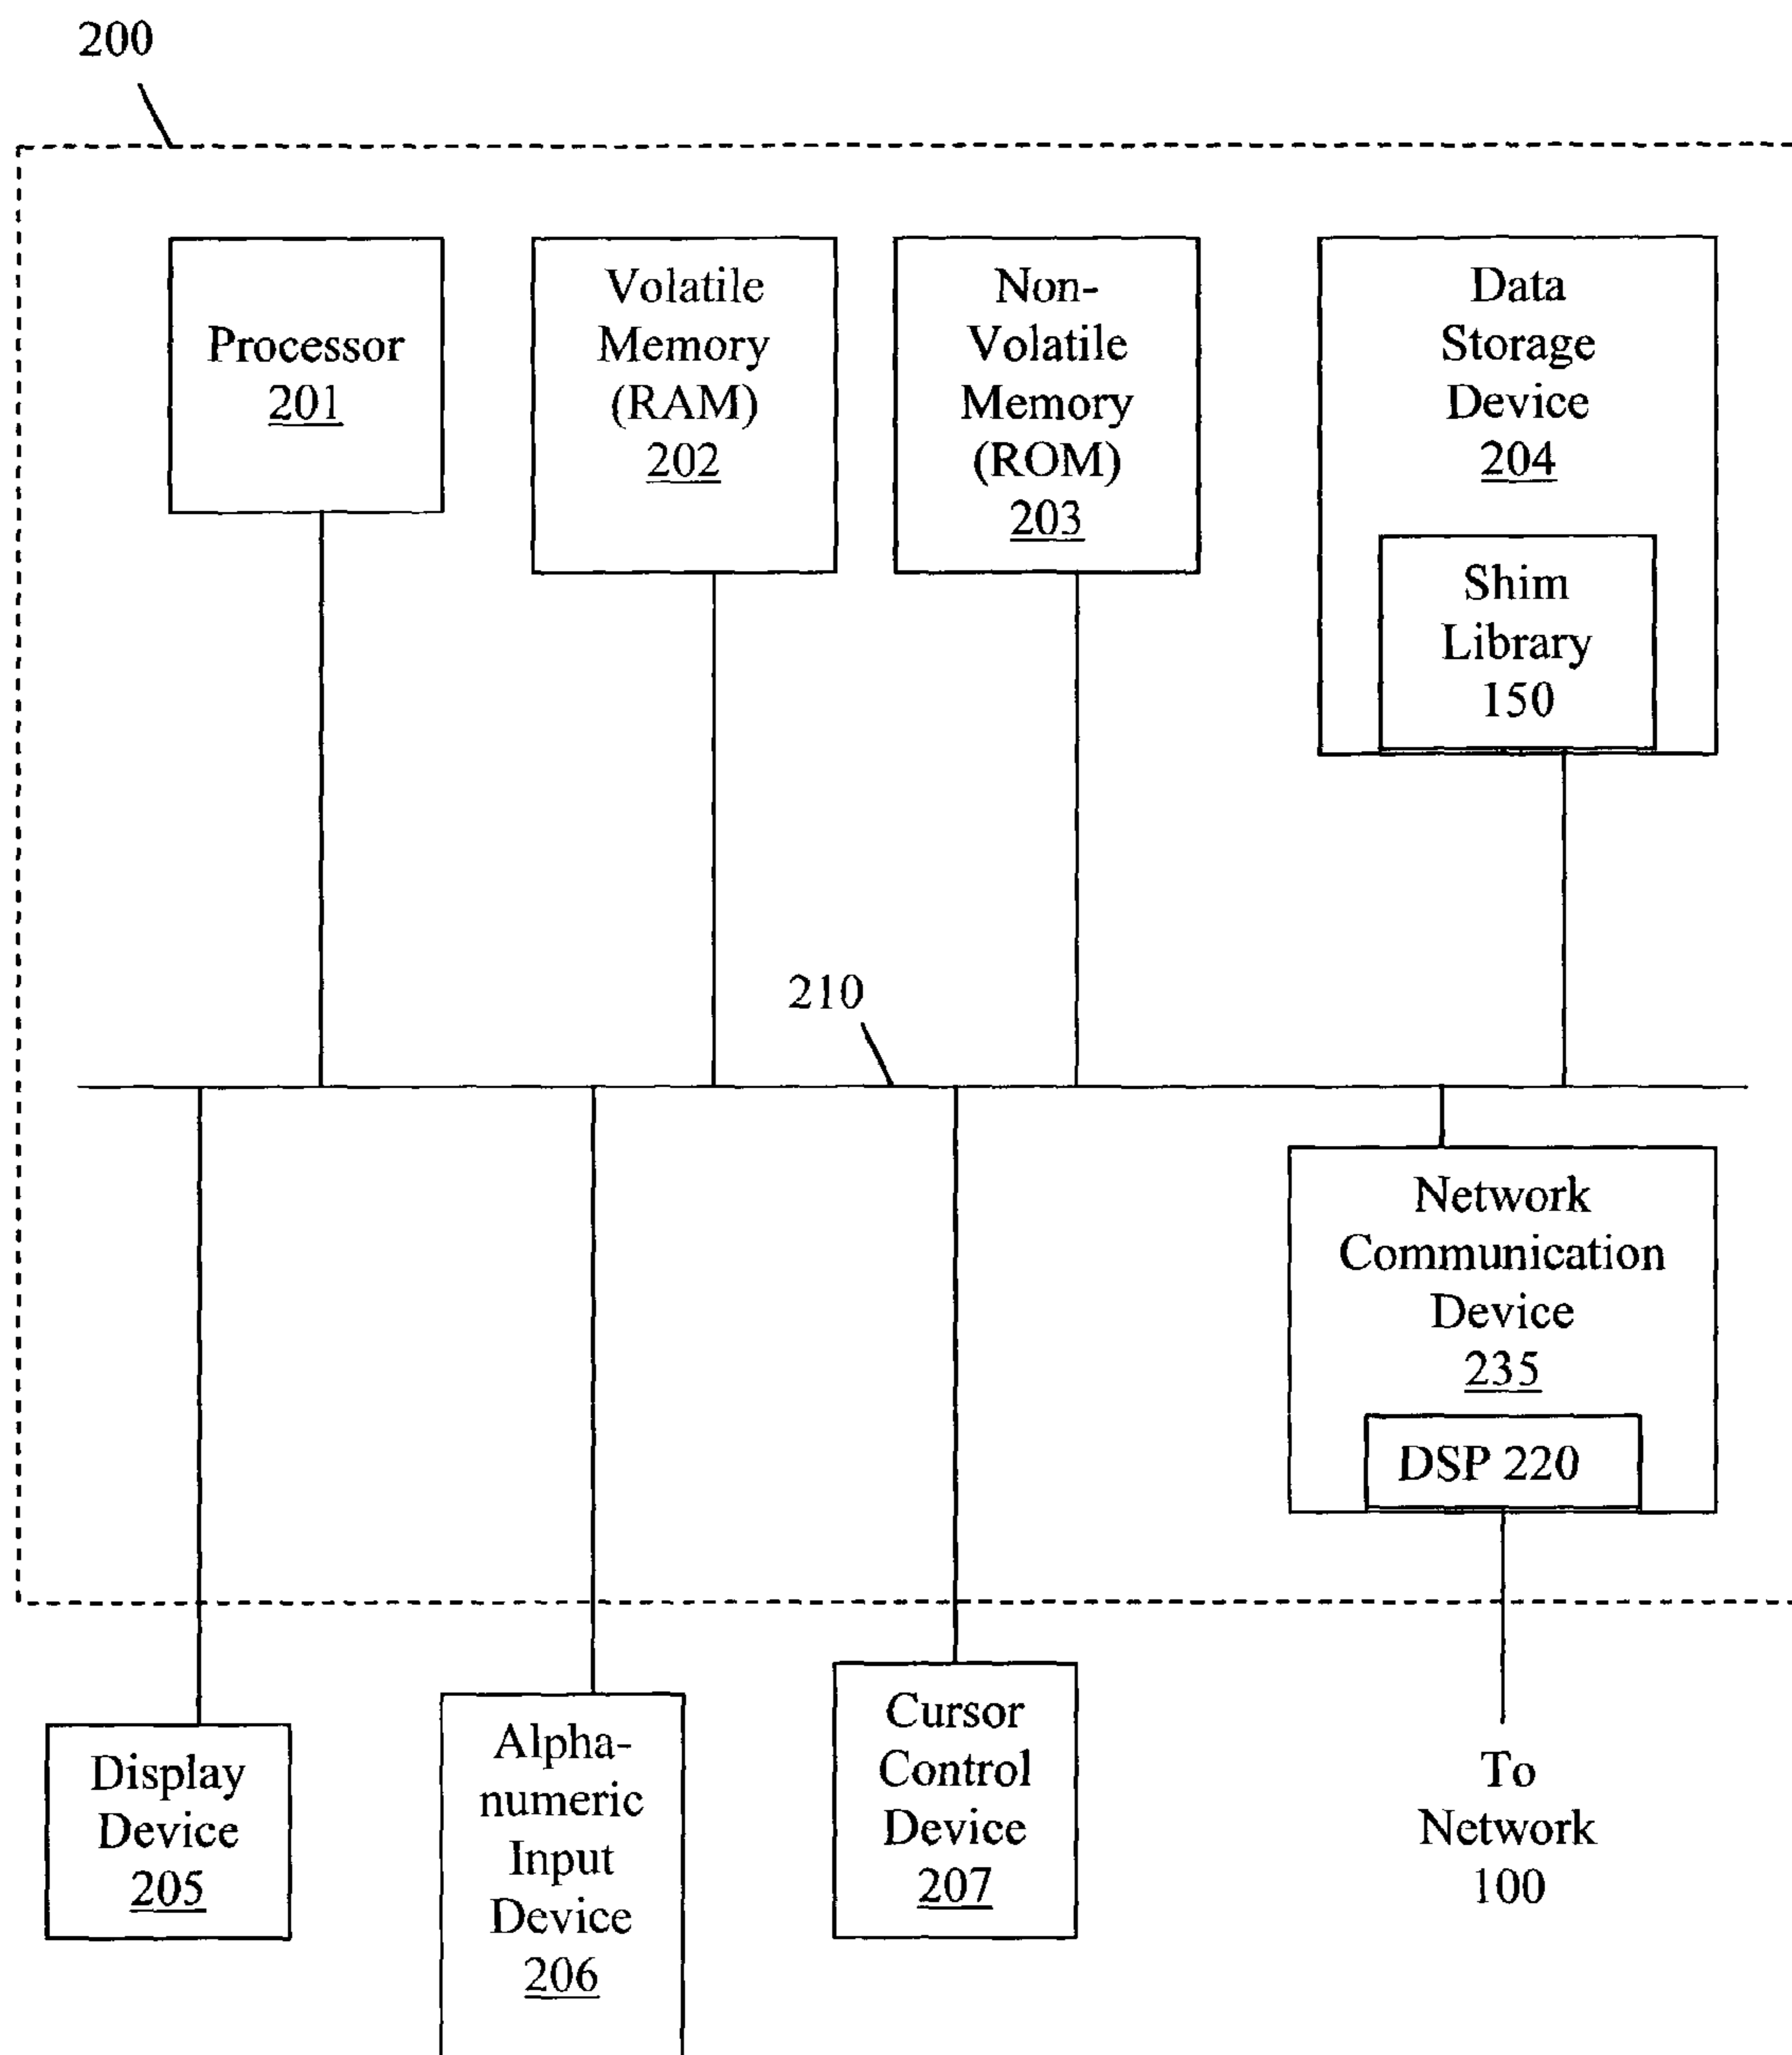 200
Processor
201
Volatile
Memory
(RAM)
202
Non-
Volatile
Memory
(ROM)
203
Data
Storage
Device
204
Shim
Library
150
210
Network
Communication
Device
235
DSP 220
Display
Device
205
Alpha-
numeric
Input
Device
206
Cursor
Control
Device
207
To
Network
100